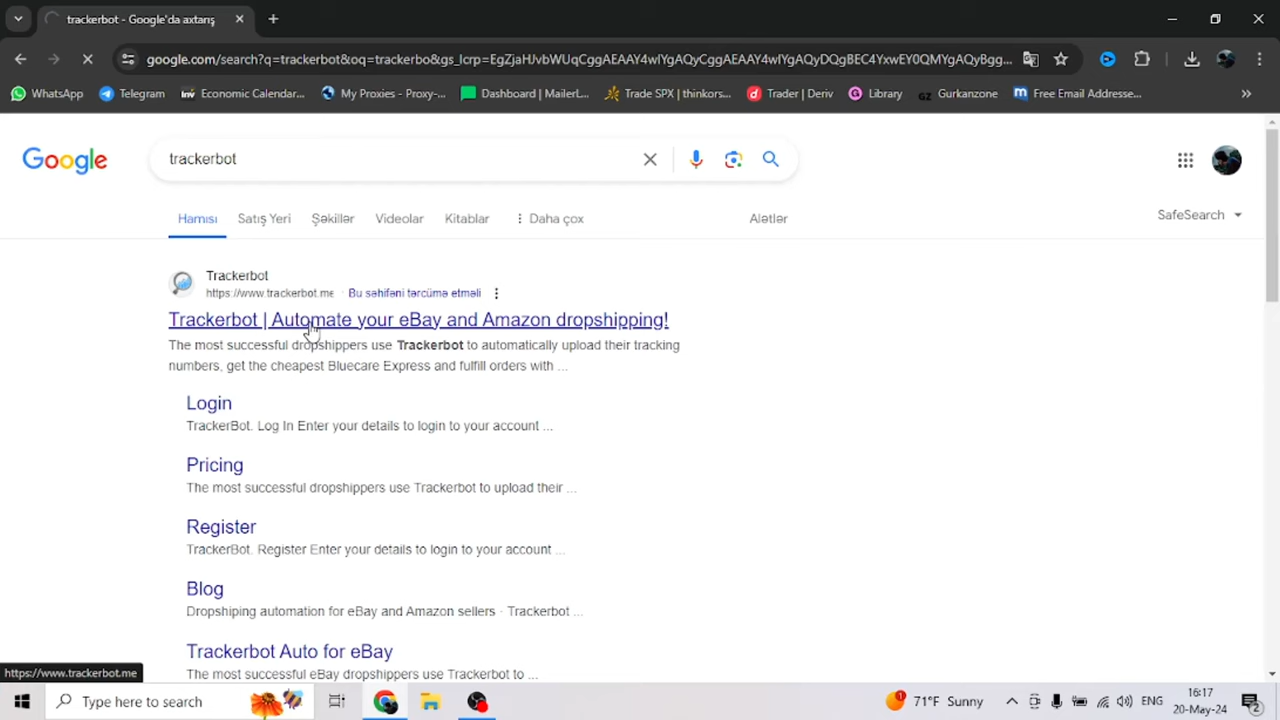 trackerbot - Google'da axtarış
google.com/search?q=trackerbot&oq=trackerbo&gs_lcrp=EgZjaHJvbWUqCggAEAAY4wIYgAQyCggAEAAY4wIYgAQyDQgBEC4YxwEY0QMYgAQyBgg...
WhatsApp
Telegram
Economic Calendar...
My Proxies - Proxy-...
Dashboard | MailerL...
Trade SPX | thinkors...
Trader | Deriv
Library
Gurkanzone
Free Email Addresse...
Google
trackerbot
Hamısı
Satış Yeri
Şəkillər
Videolar
Kitablar
Daha çox
Alətlər
SafeSearch
Trackerbot
https://www.trackerbot.me · Bu səhifəni tərcümə etməli
Trackerbot | Automate your eBay and Amazon dropshipping!
The most successful dropshippers use Trackerbot to automatically upload their tracking
numbers, get the cheapest Bluecare Express and fulfill orders with ...
Login
TrackerBot. Log In Enter your details to login to your account ...
Pricing
The most successful dropshippers use Trackerbot to upload their ...
Register
TrackerBot. Register Enter your details to login to your account ...
Blog
Dropshiping automation for eBay and Amazon sellers · Trackerbot ...
Trackerbot Auto for eBay
The most successful eBay dropshippers use Trackerbot to ...
https://www.trackerbot.me
Type here to search
1
71°F Sunny
ENG
16:17
20-May-24
2